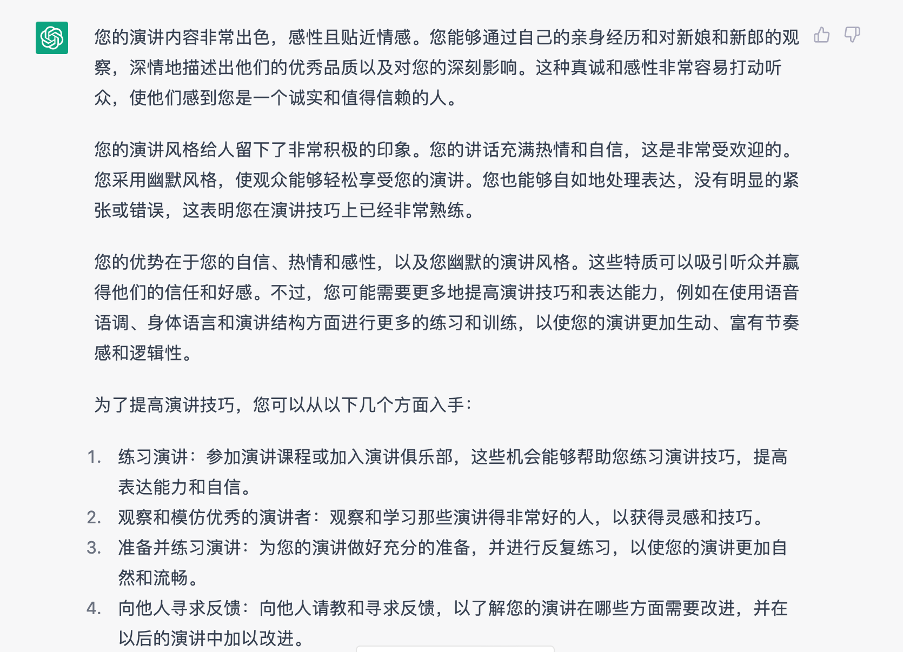 您的演讲内容非常出色，感性且贴近情感。您能够通过自己的亲身经历和对新娘和新郎的观
察，深情地描述出他们的优秀品质以及对您的深刻影响。这种真诚和感性非常容易打动听
众，使他们感到您是一个诚实和值得信赖的人。
您的演讲风格给人留下了非常积极的印象。您的讲话充满热情和自信，这是非常受欢迎的。
您采用幽默风格，使观众能够轻松享受您的演讲。您也能够自如地处理表达，没有明显的紧
张或错误，这表明您在演讲技巧上已经非常熟练。
您的优势在于您的自信、热情和感性，以及您幽默的演讲风格。这些特质可以吸引听众并赢
得他们的信任和好感。不过，您可能需要更多地提高演讲技巧和表达能力，例如在使用语音
语调、身体语言和演讲结构方面进行更多的练习和训练，以使您的演讲更加生动、富有节奏
感和逻辑性。
为了提高演讲技巧，您可以从以下几个方面入手：
1. 练习演讲：参加演讲课程或加入演讲俱乐部，这些机会能够帮助您练习演讲技巧，提高
表达能力和自信。
2. 观察和模仿优秀的演讲者：观察和学习那些演讲得非常好的人，以获得灵感和技巧。
3. 准备并练习演讲：为您的演讲做好充分的准备，并进行反复练习，以使您的演讲更加自
然和流畅。
4. 向他人寻求反馈：向他人请教和寻求反馈，以了解您的演讲在哪些方面需要改进，并在
以后的演讲中加以改进。